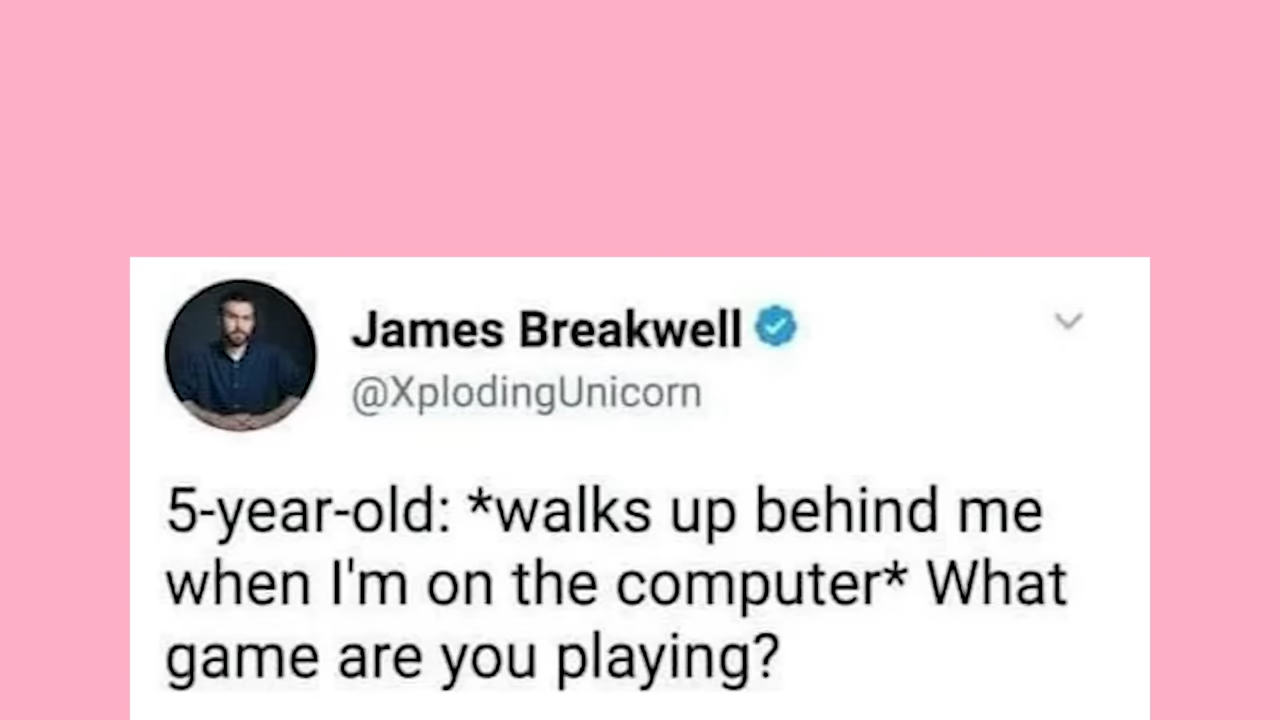 James Breakwell
@XplodingUnicorn
5-year-old: *walks up behind me
when I'm on the computer* What
game are you playing?